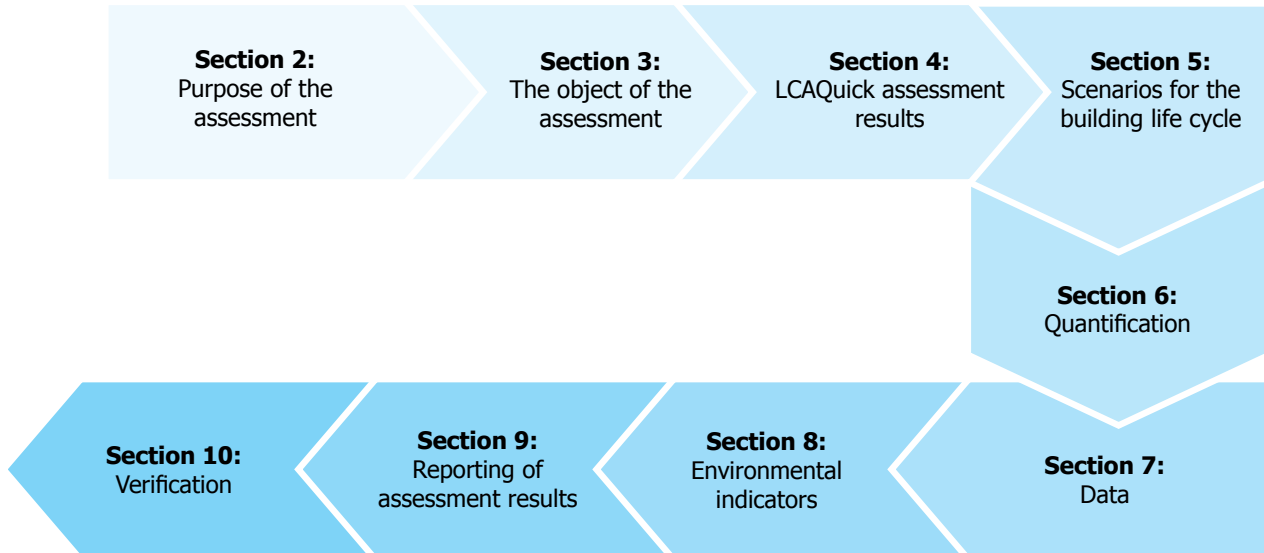 Section 2:
Purpose of the
assessment
Section 3:
The object of the
assessment
Section 4:
LCAQuick assessment
results
Section 5:
Scenarios for the
building life cycle
Section 6:
Quantification
Section 7:
Data
Section 8:
Environmental
indicators
Section 9:
Reporting of
assessment results
Section 10:
Verification